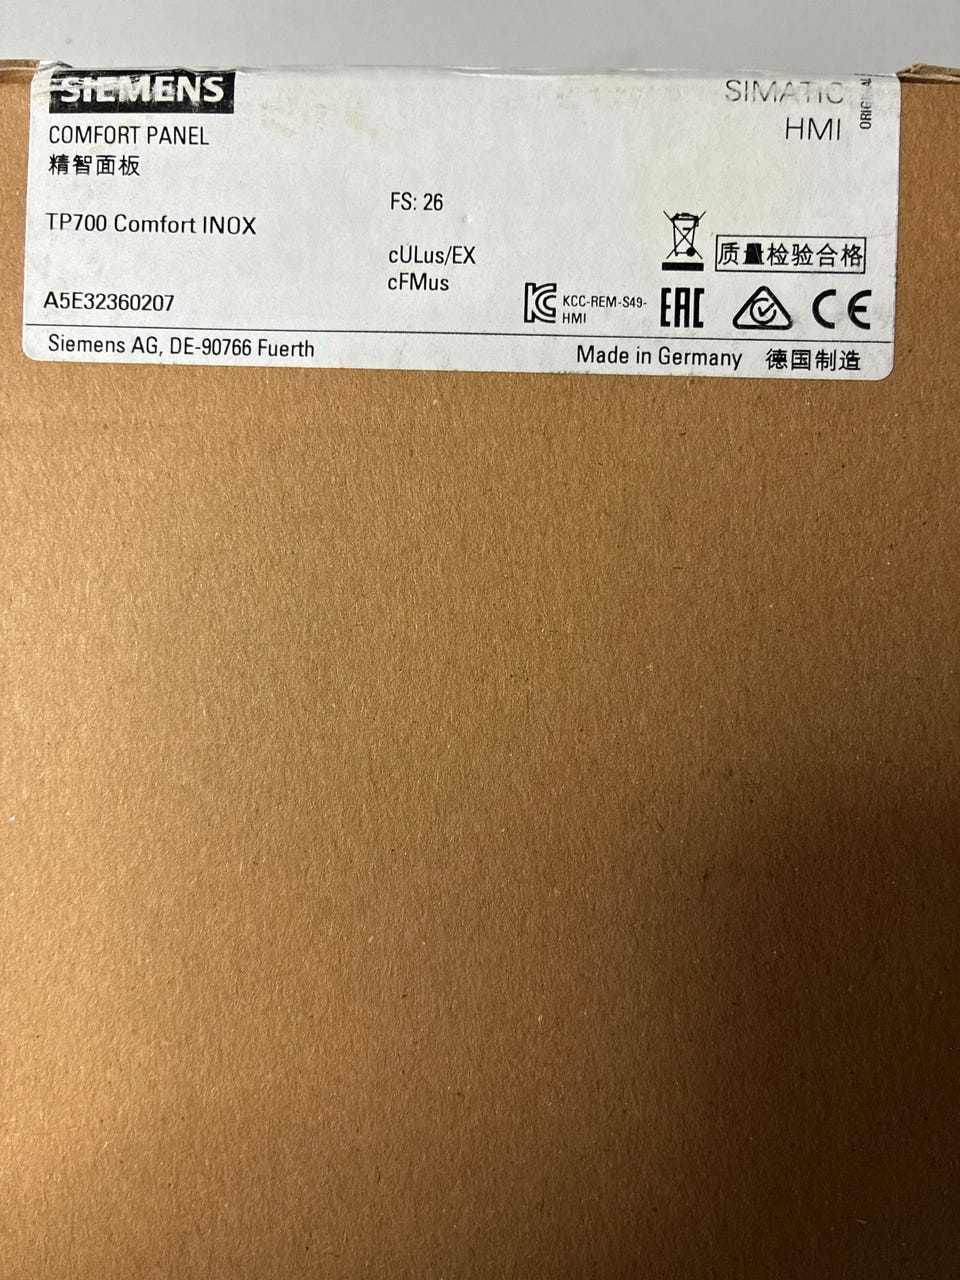 SIEMENS
SIMATIC
HMI
ORIGINAL
COMFORT PANEL
精智面板
TP700 Comfort INOX
FS: 26
cULus/EX
cFMus
质量检验合格
A5E32360207
KCC-REM-S49-
HMI
EAC
CE
Siemens AG, DE-90766 Fuerth
Made in Germany 德国制造